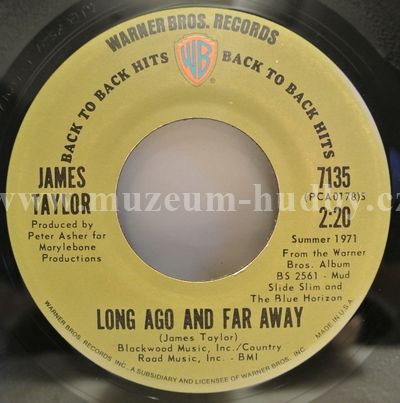 WARNER BROS. RECORDS
BACK TO BACK HITS
WB
BACK TO BACK HITS
JAMES
TAYLOR
Produced by
Peter Asher for
Marylebone
Productions
7135
(PCA0178)S
2:20
Summer 1971
From the Warner
Bros. Album
BS 2561 - Mud
Slide Slim and
The Blue Horizon
www.muzeum-hudby.cz
LONG AGO AND FAR AWAY
(James Taylor)
Blackwood Music, Inc./Country
Road Music, Inc. - BMI
WARNER BROS. RECORDS INC. • A SUBSIDIARY AND LICENSEE OF WARNER BROS. INC.
MADE IN U.S.A.